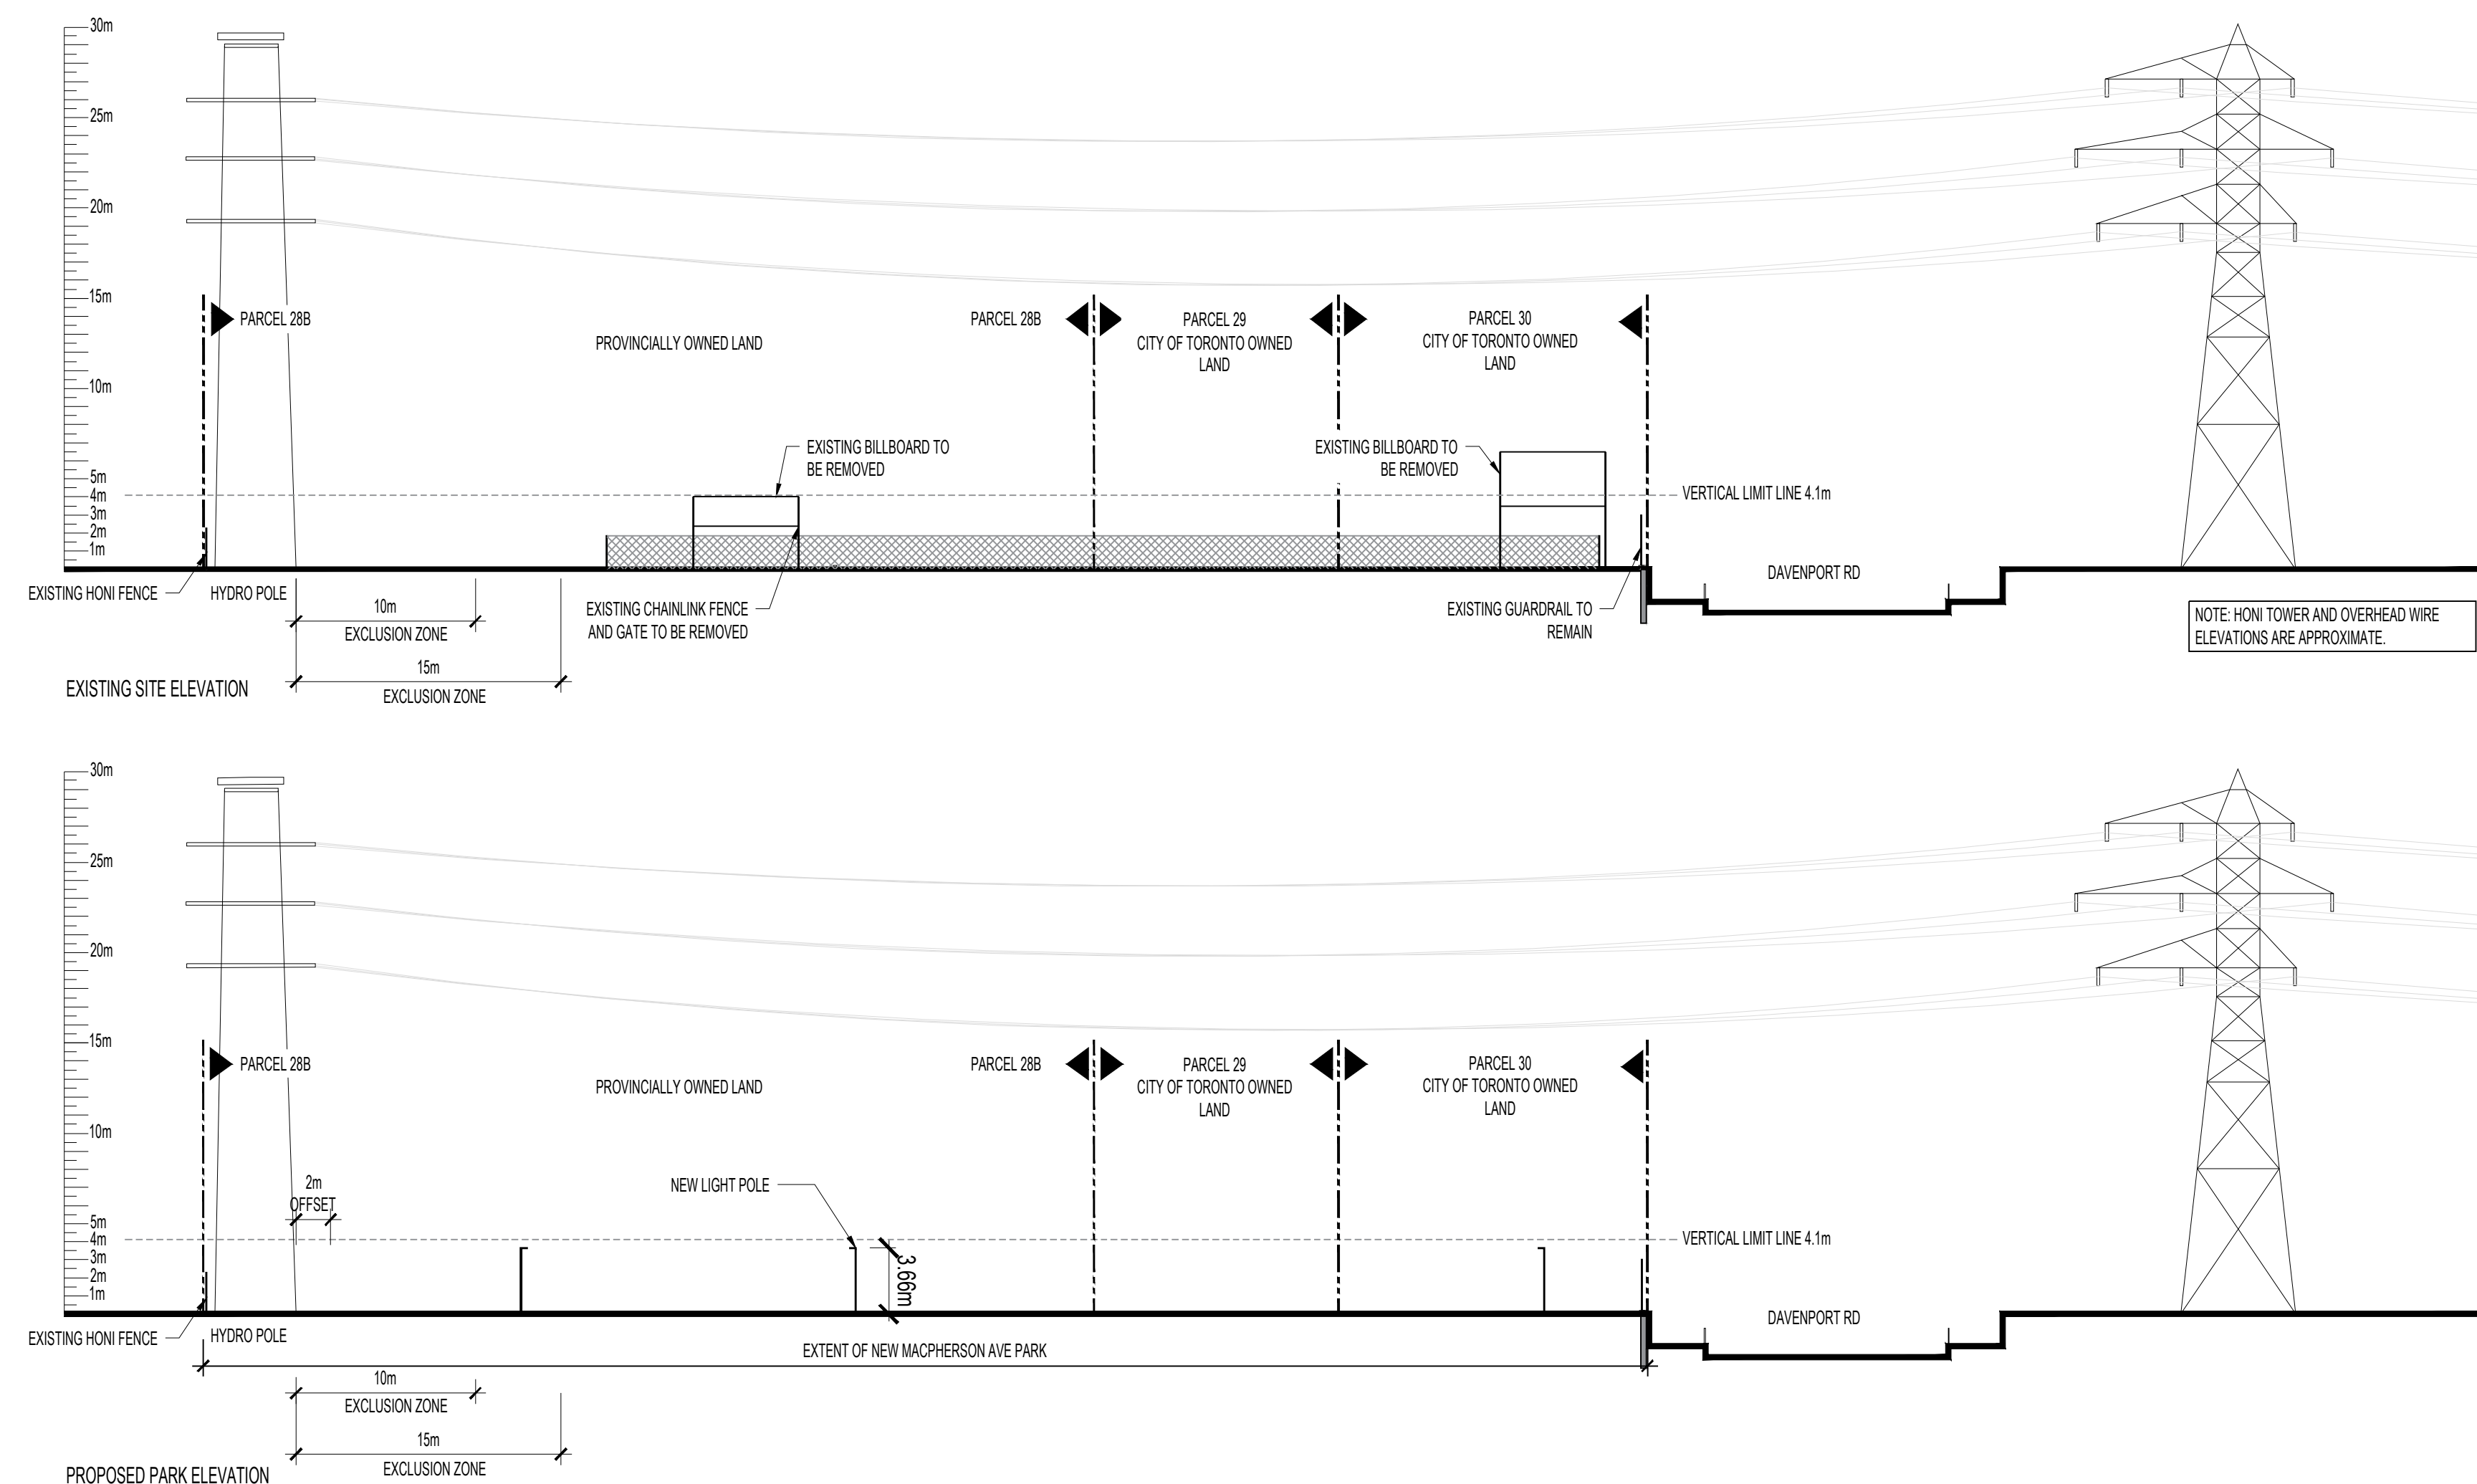 30m
25m
20m
15m
10m
5m
4m
3m
2m
1m
PARCEL 28B
PROVINCIALLY OWNED LAND
PARCEL 28B
PARCEL 29
CITY OF TORONTO OWNED
LAND
PARCEL 30
CITY OF TORONTO OWNED
LAND
EXISTING BILLBOARD TO
BE REMOVED
EXISTING BILLBOARD TO
BE REMOVED
VERTICAL LIMIT LINE 4.1m
DAVENPORT RD
EXISTING HONI FENCE
HYDRO POLE
10m
EXCLUSION ZONE
15m
EXCLUSION ZONE
EXISTING CHAINLINK FENCE
AND GATE TO BE REMOVED
EXISTING GUARDRAIL TO
REMAIN
NOTE: HONI TOWER AND OVERHEAD WIRE
ELEVATIONS ARE APPROXIMATE.
EXISTING SITE ELEVATION
30m
25m
20m
15m
10m
5m
4m
3m
2m
1m
PARCEL 28B
PROVINCIALLY OWNED LAND
PARCEL 28B
PARCEL 29
CITY OF TORONTO OWNED
LAND
PARCEL 30
CITY OF TORONTO OWNED
LAND
2m
OFFSET
NEW LIGHT POLE
3.66m
VERTICAL LIMIT LINE 4.1m
DAVENPORT RD
EXISTING HONI FENCE
HYDRO POLE
EXTENT OF NEW MACPHERSON AVE PARK
10m
EXCLUSION ZONE
15m
EXCLUSION ZONE
PROPOSED PARK ELEVATION